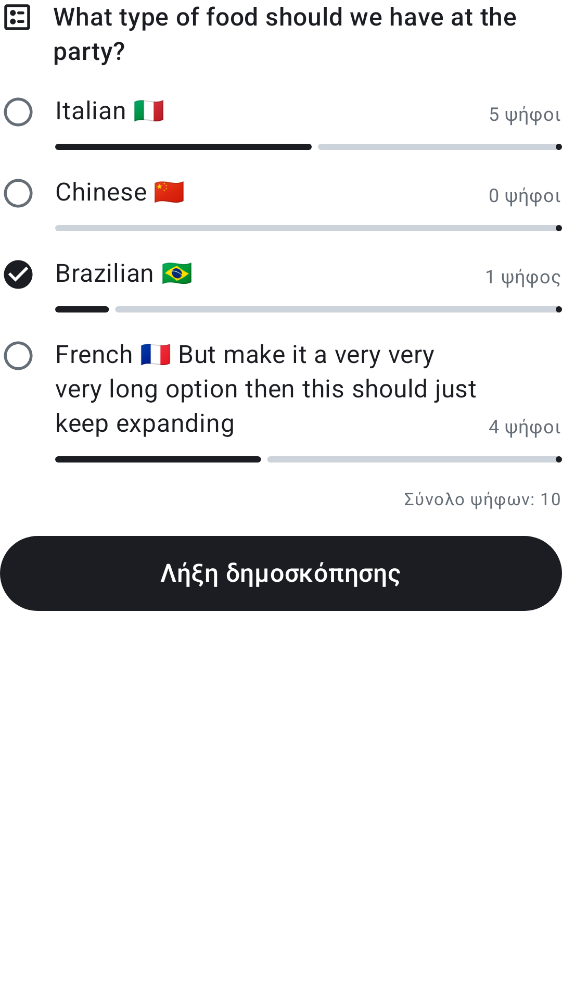 What type of food should we have at the
party?
Italian 🇮🇹
5 ψήφοι
Chinese 🇨🇳
0 ψήφοι
Brazilian 🇧🇷
1 ψήφος
French 🇫🇷 But make it a very very
very long option then this should just
keep expanding
4 ψήφοι
Σύνολο ψήφων: 10
Λήξη δημοσκόπησης